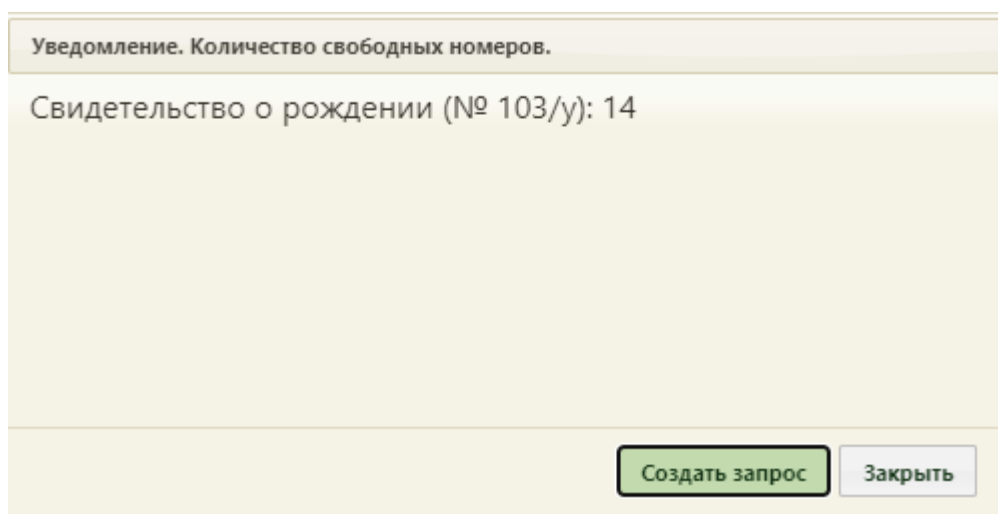 Уведомление. Количество свободных номеров.
Свидетельство о рождении (№ 103/у): 14
Создать запрос Закрыть